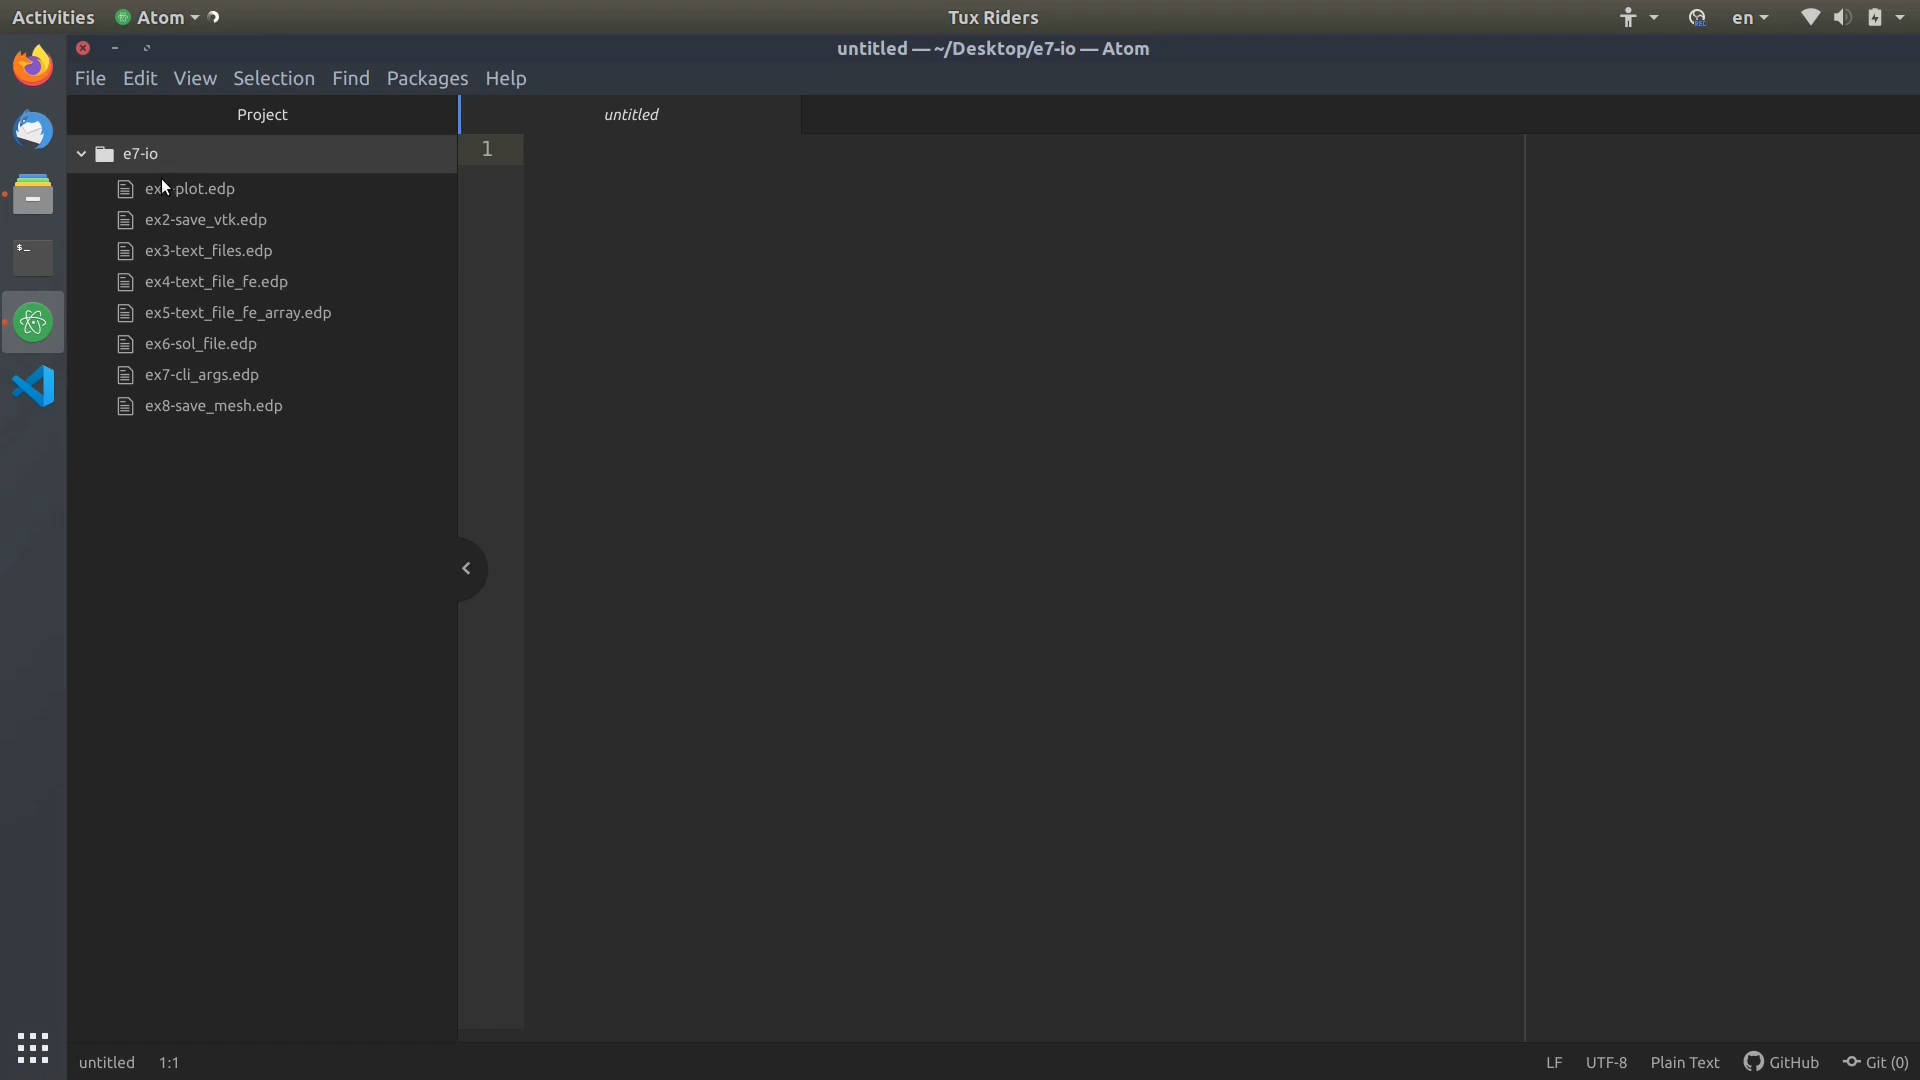 Activities Atom Tux Riders en
untitled — ~/Desktop/e7-io — Atom
File Edit View Selection Find Packages Help
Project untitled
e7-io 1
plot.edp
ex2-save_vtk.edp
ex3-text_files.edp
ex4-text_file_fe.edp
ex5-text_file_fe_array.edp
ex6-sol_file.edp
ex7-cli_args.edp
ex8-save_mesh.edp
untitled 1:1 LF UTF-8 Plain Text GitHub Git (0)